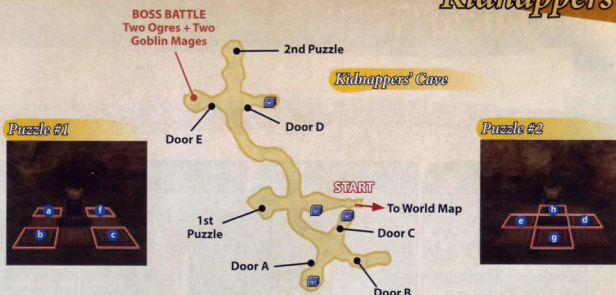 Kidnappers'
BOSS BATTLE
Two Ogres + Two
Goblin Mages
2nd Puzzle
Kidnappers' Cave
Puzzle #1
Door E
Door D
Puzzle #2
a
f
b
c
START
To World Map
1st
Puzzle
Door C
Door A
Door B
h
e
d
g